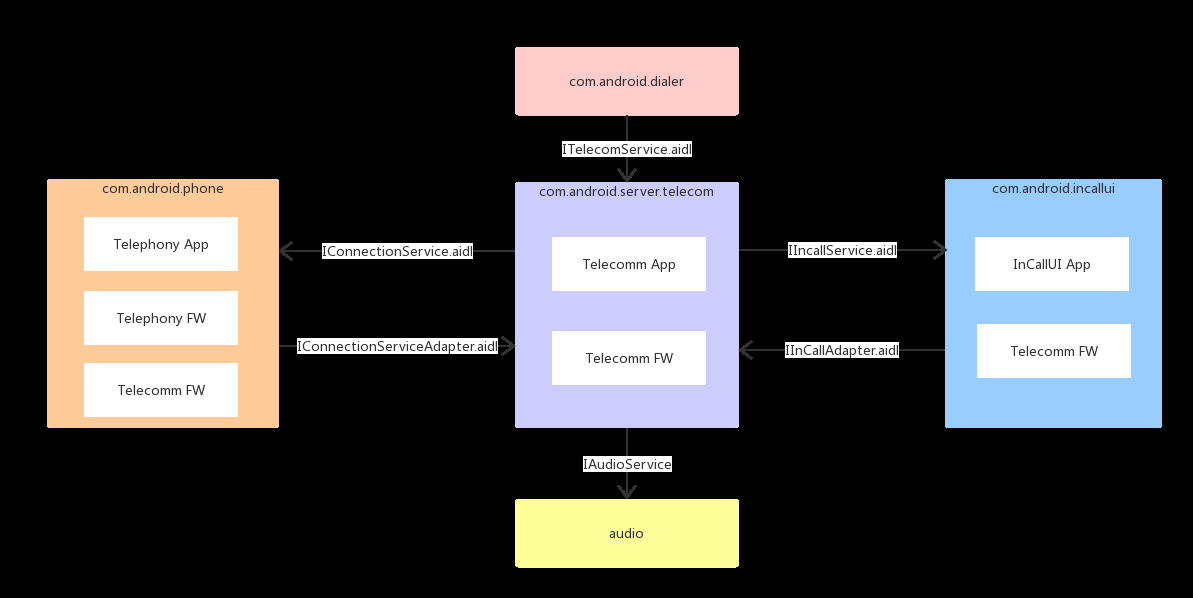 com.android.dialer
ITelecomService.aidl
com.android.phone
Telephony App
Telephony FW
Telecomm FW
IConnectionService.aidl
IConnectionServiceAdapter.aidl
com.android.server.telecom
Telecomm App
Telecomm FW
IIncallService.aidl
IInCallAdapter.aidl
com.android.incallui
InCallUI App
Telecomm FW
IAudioService
audio